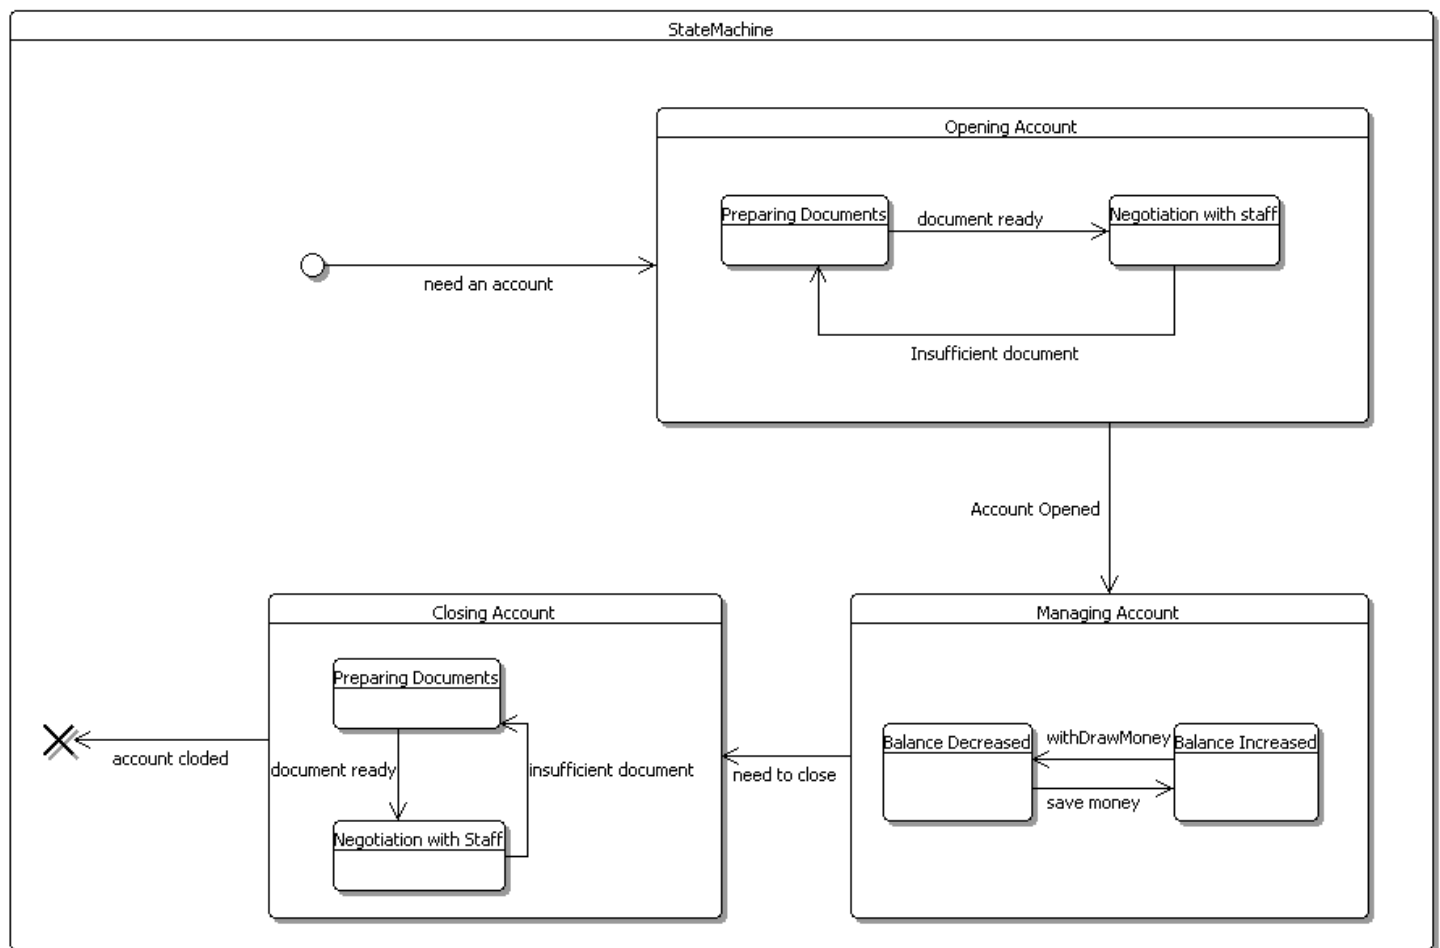 StateMachine
Opening Account
Preparing Documents
document ready
Negotiation with staff
need an account
Insufficient document
Account Opened
Closing Account
Preparing Documents
document ready
insufficient document
Negotiation with Staff
account cloded
need to close
Managing Account
Balance Decreased
withDrawMoney
Balance Increased
save money